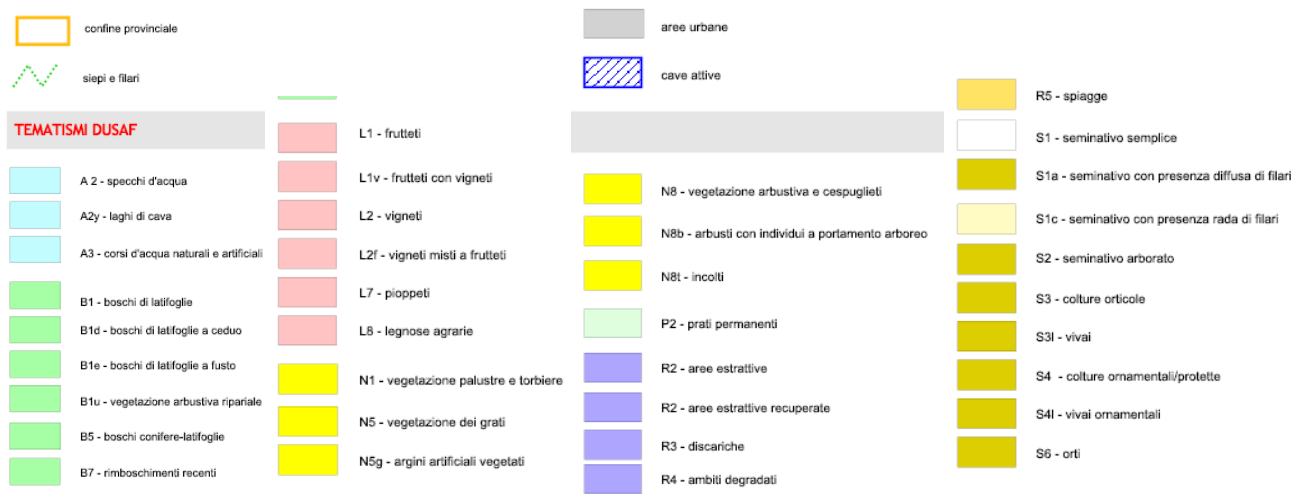 confine provinciale
siepi e filari
TEMATISMI DUSAF
A 2 - specchi d'acqua
A2y - laghi di cava
A3 - corsi d'acqua naturali e artificiali
B1 - boschi di latifoglie
B1d - boschi di latifoglie a ceduo
B1e - boschi di latifoglie a fusto
B1u - vegetazione arbustiva ripariale
B5 - boschi conifere-latifoglie
B7 - rimboschimenti recenti
L1 - frutteti
L1v - frutteti con vigneti
L2 - vigneti
L2f - vigneti misti a frutteti
L7 - pioppeti
L8 - legnose agrarie
N1 - vegetazione palustre e torbiere
N5 - vegetazione dei grati
N5g - argini artificiali vegetati
aree urbane
cave attive
N8 - vegetazione arbustiva e cespuglieti
N8b - arbusti con individui a portamento arboreo
N8t - incolti
P2 - prati permanenti
R2 - aree estrattive
R2 - aree estrattive recuperate
R3 - discariche
R4 - ambiti degradati
R5 - spiagge
S1 - seminativo semplice
S1a - seminativo con presenza diffusa di filari
S1c - seminativo con presenza rada di filari
S2 - seminativo arborato
S3 - colture orticole
S3l - vivai
S4 - colture ornamentali/protette
S4l - vivai ornamentali
S6 - orti